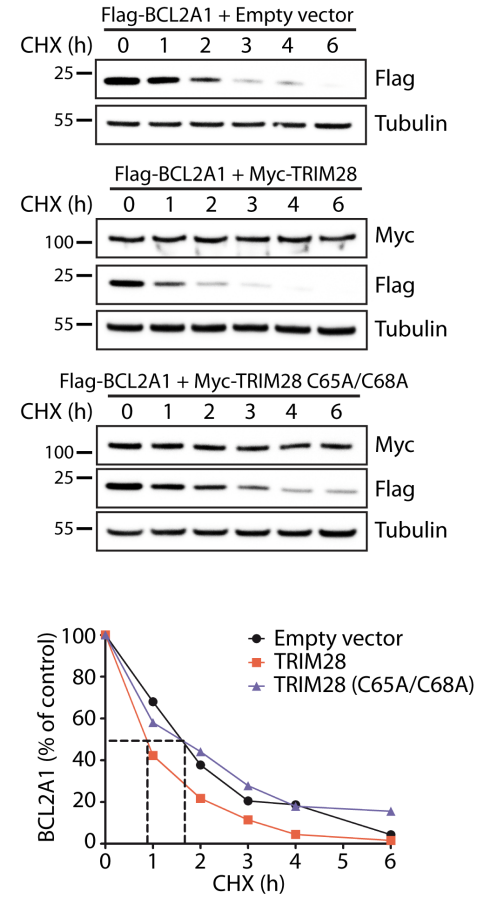 Flag-BCL2A1 + Empty vector
CHX (h) 0 1 2 3 4 6
25 Flag
55 Tubulin
Flag-BCL2A1 + Myc-TRIM28
CHX (h) 0 1 2 3 4 6
100 Myc
25 Flag
55 Tubulin
Flag-BCL2A1 + Myc-TRIM28 C65A/C68A
CHX (h) 0 1 2 3 4 6
100 Myc
25 Flag
55 Tubulin
BCL2A1 (% of control)
100
80
60
40
20
0
Empty vector
TRIM28
TRIM28 (C65A/C68A)
0 1 2 3 4 5 6
CHX (h)